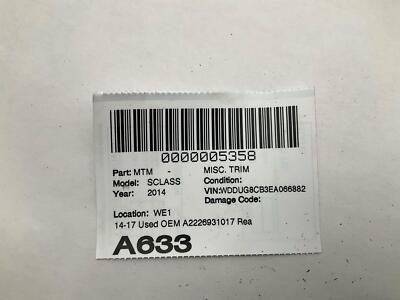 0000005358
Part: MTM - MISC. TRIM
Model: SCLASS Condition:
Year: 2014 VIN:WDDUG8CB3EA066882
Damage Code:
Location: WE1
14-17 Used OEM A2226931017 Rea
A633